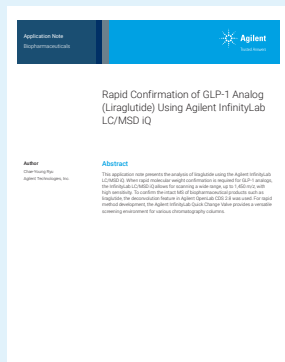 Application Note
Biopharmaceuticals
Agilent
Trusted Answers
Rapid Confirmation of GLP-1 Analog
(Liraglutide) Using Agilent InfinityLab
LC/MSD iQ
Author
Chae-Young Ryu
Agilent Technologies, Inc.
Abstract
This application note presents the analysis of liraglutide using the Agilent InfinityLab
LC/MSD iQ. When rapid molecular weight confirmation is required for GLP-1 analogs,
the InfinityLab LC/MSD iQ allows for scanning a wide range, up to 1,450 m/z, with
high sensitivity. To confirm the intact MS of biopharmaceutical products such as
liraglutide, the deconvolution feature in Agilent OpenLab CDS 2.8 was used. For rapid
method development, the Agilent InfinityLab Quick Change Valve provides a versatile
screening environment for various chromatography columns.